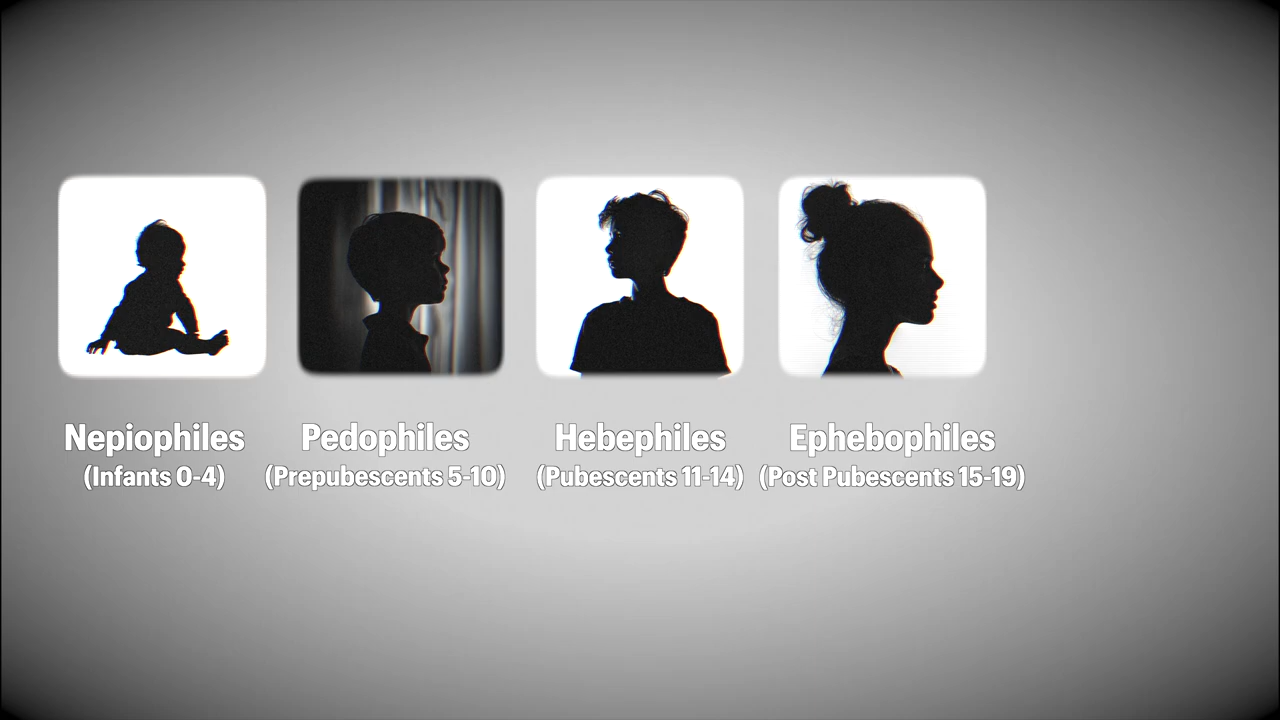 Nepiophiles
(Infants 0-4)
Pedophiles
(Prepubescents 5-10)
Hebephiles
(Pubescents 11-14)
Ephebophiles
(Post Pubescents 15-19)